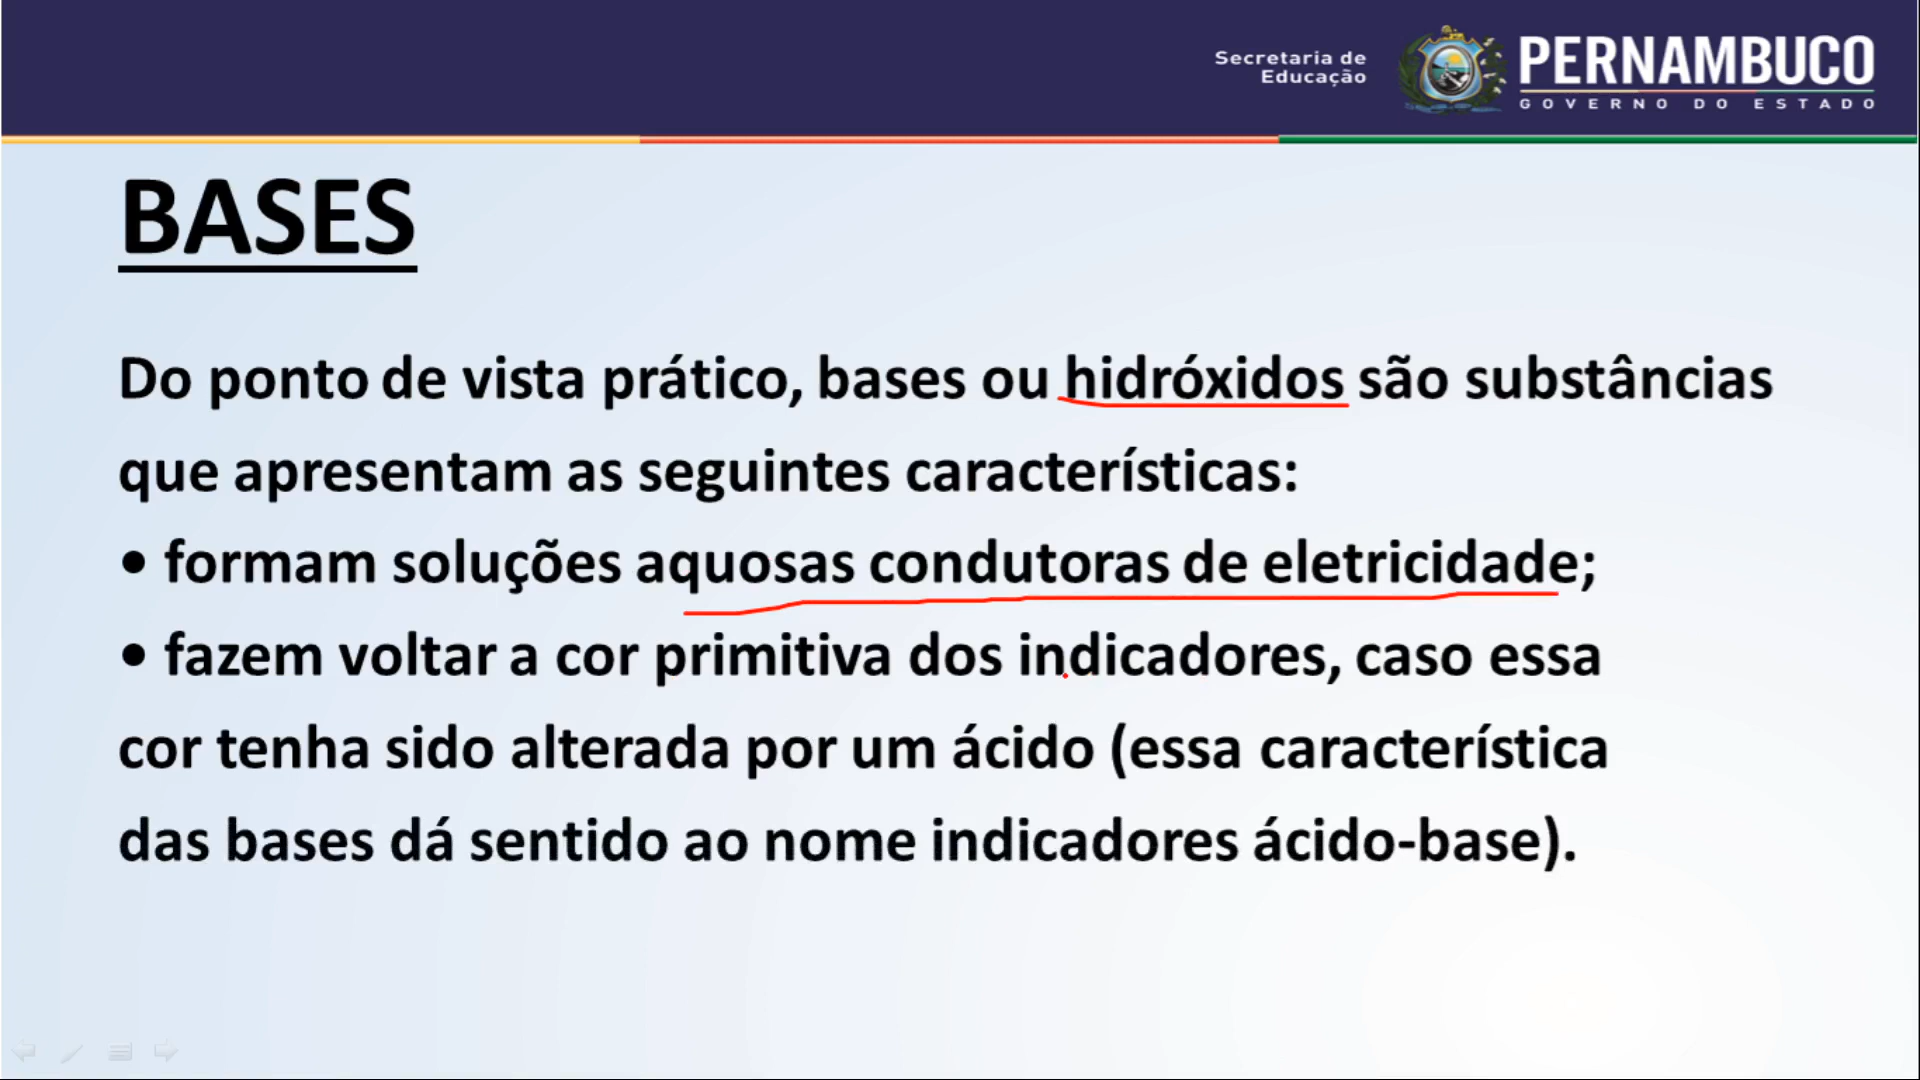 Secretaria de
Educação
PERNAMBUCO
GOVERNO DO ESTADO
BASES
Do ponto de vista prático, bases ou hidróxidos são substâncias
que apresentam as seguintes características:
• formam soluções aquosas condutoras de eletricidade;
• fazem voltar a cor primitiva dos indicadores, caso essa
cor tenha sido alterada por um ácido (essa característica
das bases dá sentido ao nome indicadores ácido-base).